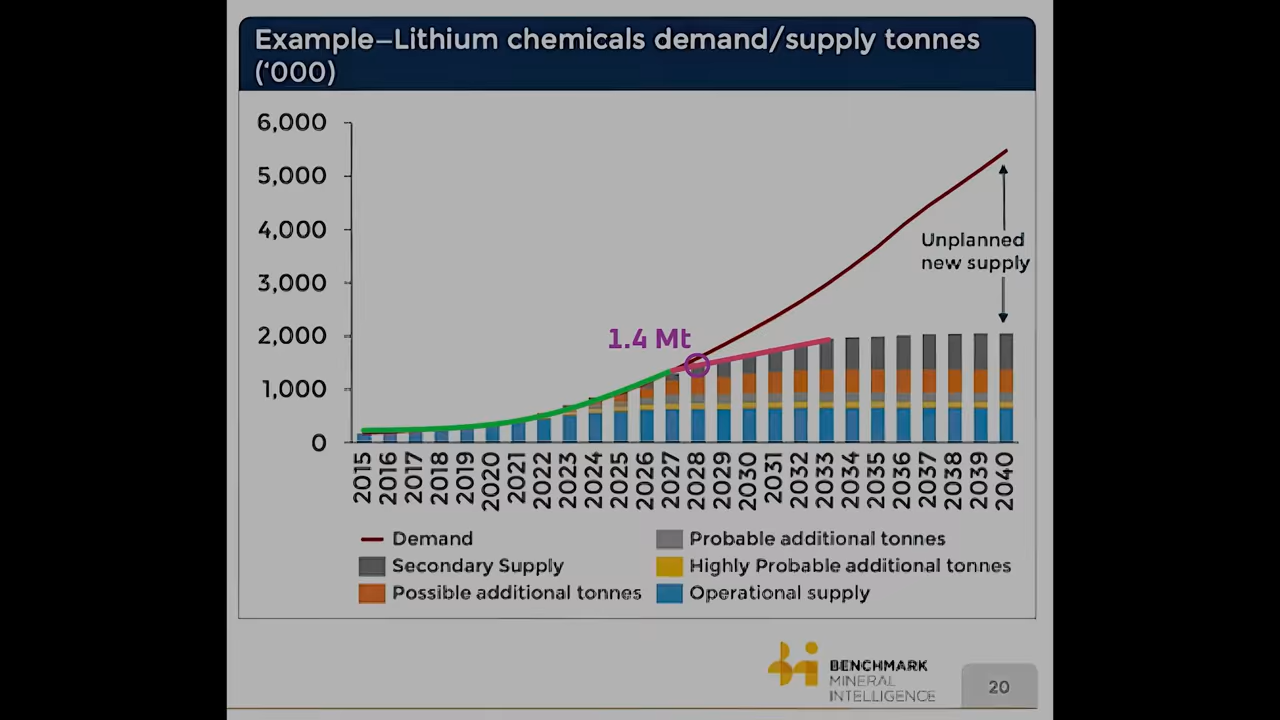 Example–Lithium chemicals demand/supply tonnes
(‘000)
6,000
5,000
4,000
3,000
2,000
1,000
0
Unplanned
new supply
1.4 Mt
2015
2016
2017
2018
2019
2020
2021
2022
2023
2024
2025
2026
2027
2028
2029
2030
2031
2032
2033
2034
2035
2036
2037
2038
2039
2040
Demand
Probable additional tonnes
Secondary Supply
Highly Probable additional tonnes
Possible additional tonnes
Operational supply
BENCHMARK
MINERAL
INTELLIGENCE
20